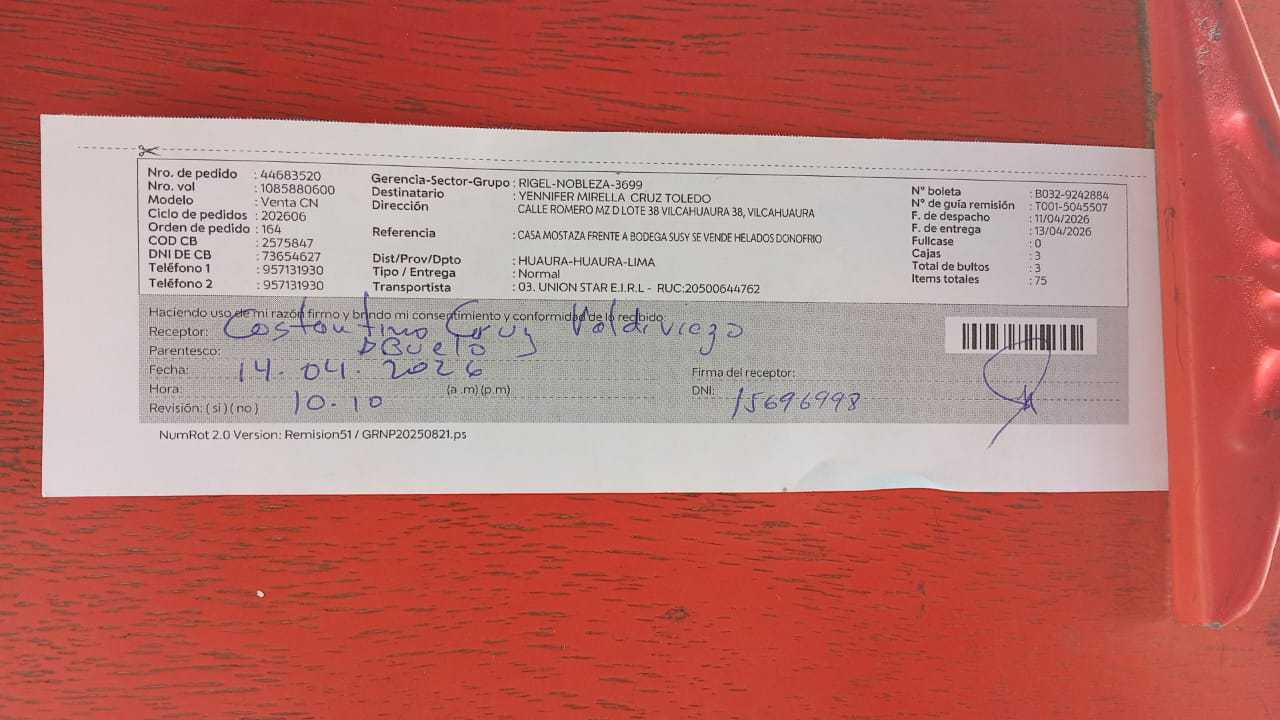 Nro. de pedido : 44683520
Nro. vol : 1085880600
Modelo : Venta CN
Ciclo de pedidos : 202606
Orden de pedido : 164
COD CB : 2575847
DNI DE CB : 73654627
Teléfono 1 : 957131930
Teléfono 2 : 957131930
Gerencia-Sector-Grupo : RIGEL-NOBLEZA-3699
Destinatario : YENNIFER MIRELLA CRUZ TOLEDO
Dirección CALLE ROMERO MZ D LOTE 38 VILCAHUAURA 38, VILCAHUAURA
Referencia : CASA MOSTAZA FRENTE A BODEGA SUSY SE VENDE HELADOS DONOFRIO
Dist/Prov/Dpto : HUAURA-HUAURA-LIMA
Tipo / Entrega : Normal
Transportista : 03. UNION STAR E.I.R.L - RUC:20500644762
N° boleta : B032-9242884
N° de guía remisión : T001-5045507
F. de despacho : 11/04/2026
F. de entrega : 13/04/2026
Fullcase : 0
Cajas : 3
Total de bultos : 3
Items totales : 75
Haciendo uso de mi razón firmo y brindo mi consentimiento y conformidad de lo recibido:
Receptor: Costantino Cruz Valdiviezo
Parentesco: ABuelo
Fecha: 14.04.2026
Hora: 10.10 (a .m) (p.m)
Revisión: ( si ) ( no )
Firma del receptor:
DNI: 15696998
NumRot 2.0 Version: Remision51 / GRNP20250821.ps